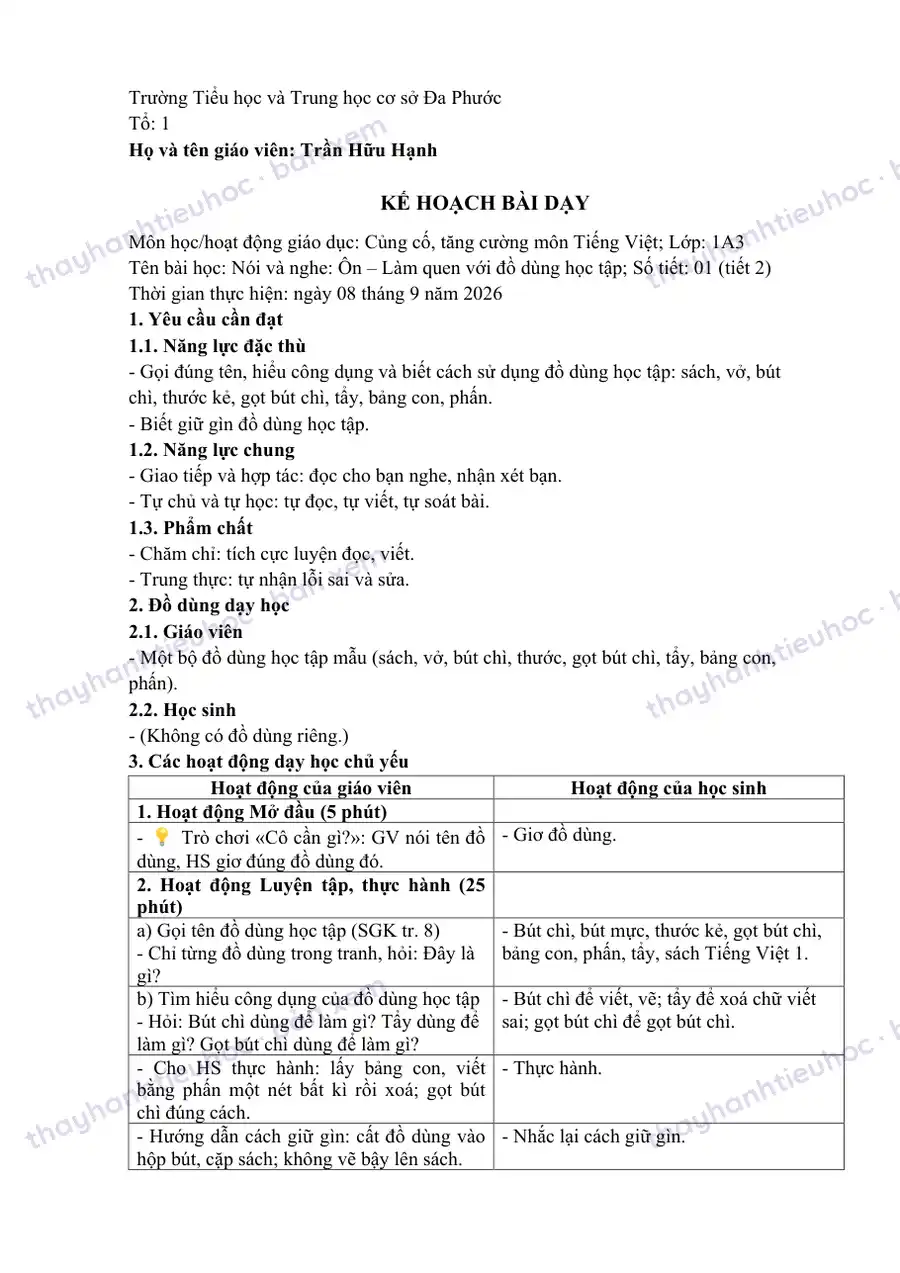 Trường Tiểu học và Trung học cơ sở Đa Phước
Tổ: 1
Họ và tên giáo viên: Trần Hữu Hạnh
KẾ HOẠCH BÀI DẠY
Môn học/hoạt động giáo dục: Củng cố, tăng cường môn Tiếng Việt; Lớp: 1A3
Tên bài học: Nói và nghe: Ôn – Làm quen với đồ dùng học tập; Số tiết: 01 (tiết 2)
Thời gian thực hiện: ngày 08 tháng 9 năm 2026
1. Yêu cầu cần đạt
1.1. Năng lực đặc thù
- Gọi đúng tên, hiểu công dụng và biết cách sử dụng đồ dùng học tập: sách, vở, bút
chì, thước kẻ, gọt bút chì, tẩy, bảng con, phấn.
- Biết giữ gìn đồ dùng học tập.
1.2. Năng lực chung
- Giao tiếp và hợp tác: đọc cho bạn nghe, nhận xét bạn.
- Tự chủ và tự học: tự đọc, tự viết, tự soát bài.
1.3. Phẩm chất
- Chăm chỉ: tích cực luyện đọc, viết.
- Trung thực: tự nhận lỗi sai và sửa.
2. Đồ dùng dạy học
2.1. Giáo viên
- Một bộ đồ dùng học tập mẫu (sách, vở, bút chì, thước, gọt bút chì, tẩy, bảng con,
phấn).
2.2. Học sinh
- (Không có đồ dùng riêng.)
3. Các hoạt động dạy học chủ yếu
Hoạt động của giáo viên
Hoạt động của học sinh
1. Hoạt động Mở đầu (5 phút)
- 💡 Trò chơi «Cô cần gì?»: GV nói tên đồ
dùng, HS giơ đúng đồ dùng đó.
- Giơ đồ dùng.
2. Hoạt động Luyện tập, thực hành (25
phút)
a) Gọi tên đồ dùng học tập (SGK tr. 8)
- Chỉ từng đồ dùng trong tranh, hỏi: Đây là
gì?
- Bút chì, bút mực, thước kẻ, gọt bút chì,
bảng con, phấn, tẩy, sách Tiếng Việt 1.
b) Tìm hiểu công dụng của đồ dùng học tập
- Hỏi: Bút chì dùng để làm gì? Tẩy dùng để
làm gì? Gọt bút chì dùng để làm gì?
- Bút chì để viết, vẽ; tẩy để xoá chữ viết
sai; gọt bút chì để gọt bút chì.
- Cho HS thực hành: lấy bảng con, viết
bằng phấn một nét bất kì rồi xoá; gọt bút
chì đúng cách.
- Thực hành.
- Hướng dẫn cách giữ gìn: cất đồ dùng vào
hộp bút, cặp sách; không vẽ bậy lên sách.
- Nhắc lại cách giữ gìn.
thayhanhtieuhoc · bản xem
thayhanhtieuhoc · b
thayhanhtieuhoc · bản xem
thayhanhtieuhoc · b
thayhanhtieuhoc · bản xem
thayhanhtieuhoc · b